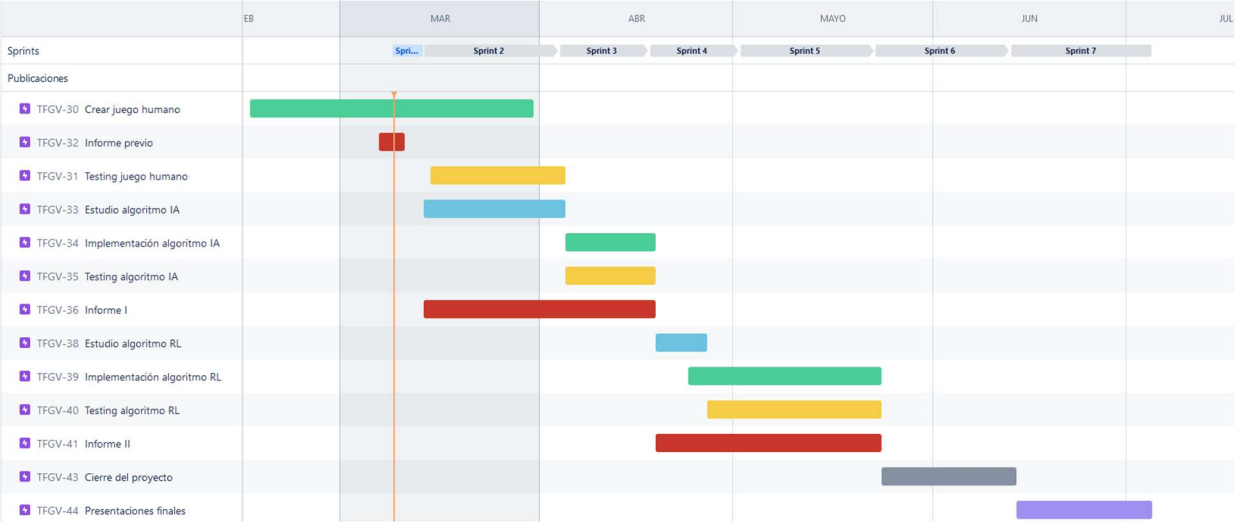 EB MAR ABR MAYO JUN JUL
Sprints Spri... Sprint 2 Sprint 3 Sprint 4 Sprint 5 Sprint 6 Sprint 7
Publicaciones
TFGV-30 Crear juego humano
TFGV-32 Informe previo
TFGV-31 Testing juego humano
TFGV-33 Estudio algoritmo IA
TFGV-34 Implementación algoritmo IA
TFGV-35 Testing algoritmo IA
TFGV-36 Informe I
TFGV-38 Estudio algoritmo RL
TFGV-39 Implementación algoritmo RL
TFGV-40 Testing algoritmo RL
TFGV-41 Informe II
TFGV-43 Cierre del proyecto
TFGV-44 Presentaciones finales